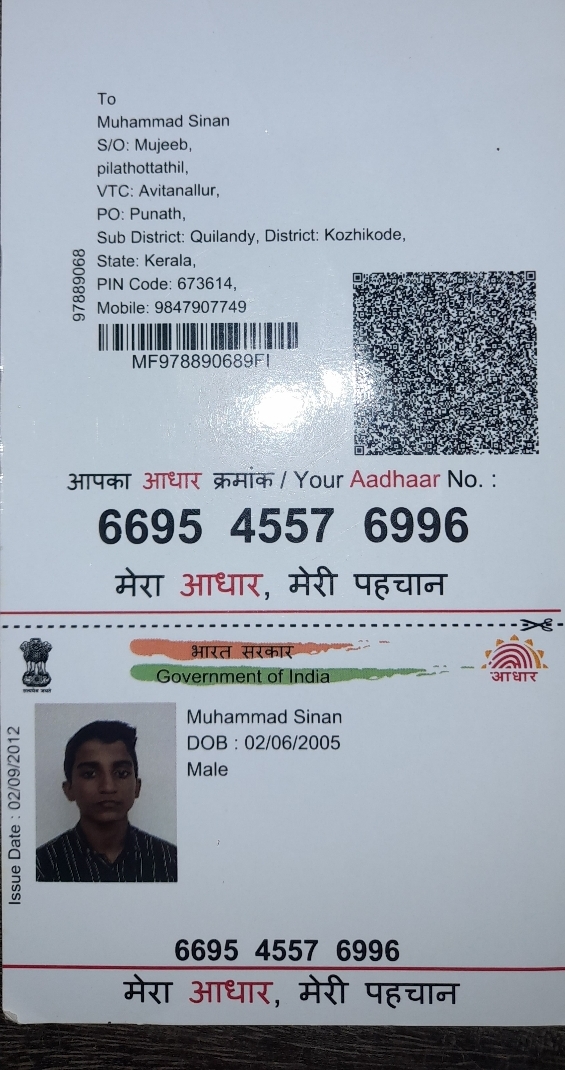 To
Muhammad Sinan
S/O: Mujeeb,
pilathottathil,
VTC: Avitanallur,
PO: Punath,
Sub District: Quilandy, District: Kozhikode,
State: Kerala,
PIN Code: 673614,
Mobile: 9847907749
97889068
MF978890689FI
आपका आधार क्रमांक / Your Aadhaar No. :
6695 4557 6996
मेरा आधार, मेरी पहचान
सत्यमेव जयते
भारत सरकार
Government of India
आधार
Issue Date : 02/09/2012
Muhammad Sinan
DOB : 02/06/2005
Male
6695 4557 6996
मेरा आधार, मेरी पहचान